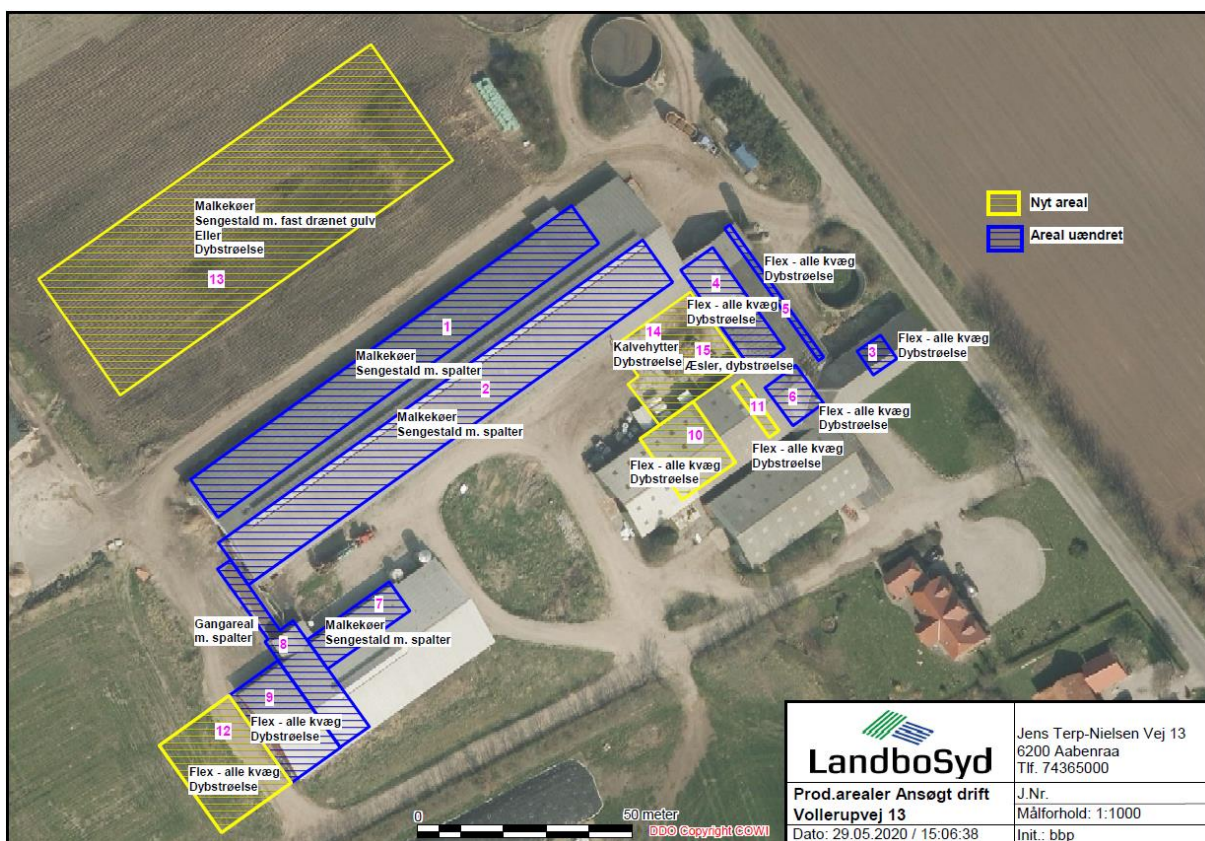 Malkekøer
Sengestald m. fast drænet gulv
Eller
Dybstrøelse
13
Nyt areal
Areal uændret
1
Malkekøer
Sengestald m. spalter
2
Malkekøer
Sengestald m. spalter
4
Flex - alle kvæg
Dybstrøelse
5
Flex - alle kvæg
Dybstrøelse
3
Flex - alle kvæg
Dybstrøelse
14
Kalvehytter
Dybstrøelse
15
Æsler, dybstrøelse
6
Flex - alle kvæg
Dybstrøelse
11
Flex - alle kvæg
Dybstrøelse
10
Flex - alle kvæg
Dybstrøelse
7
Malkekøer
Sengestald m. spalter
Gangareal
m. spalter
8
9
Flex - alle kvæg
Dybstrøelse
12
Flex - alle kvæg
Dybstrøelse
0
50 meter
DDO Copyright COWI
LandboSyd
Jens Terp-Nielsen Vej 13
6200 Aabenraa
Tlf. 74365000
Prod.arealer Ansøgt drift
Vollerupvej 13
Dato: 29.05.2020 / 15:06:38
J.Nr.
Målforhold: 1:1000
Init.: bbp